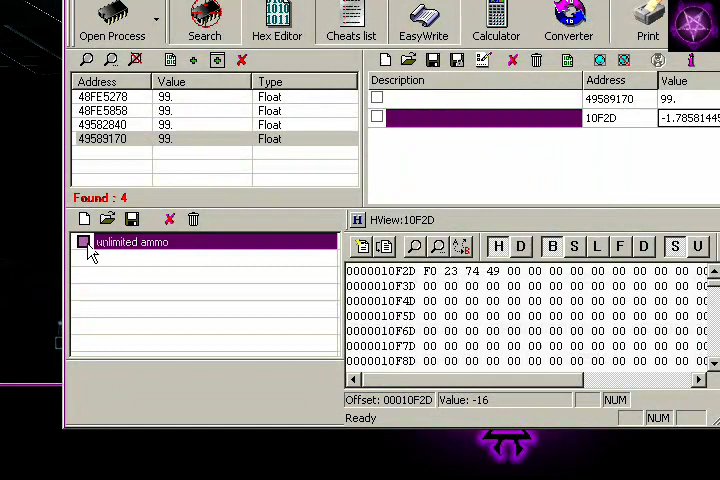 Open Process Search Hex Editor Cheats list EasyWrite Calculator Converter Print
Address Value Type
48FE5278 99. Float
48FE5858 99. Float
49582840 99. Float
49589170 99. Float
Found : 4
Description Address Value
49589170 99.
10F2D -1.78581445
unlimited ammo
H HView:10F2D
H D B S L F D S U
00000010F2D F0 23 74 49 00 00 00 00 00 00 00 00 00 00
00000010F3D 00 00 00 00 00 00 00 00 00 00 00 00 00 00
00000010F4D 00 00 00 00 00 00 00 00 00 00 00 00 00 00
00000010F5D 00 00 00 00 00 00 00 00 00 00 00 00 00 00
00000010F6D 00 00 00 00 00 00 00 00 00 00 00 00 00 00
00000010F7D 00 00 00 00 00 00 00 00 00 00 00 00 00 00
00000010F8D 00 00 00 00 00 00 00 00 00 00 00 00 00 00
Offset: 00010F2D Value: -16 NUM
Ready NUM